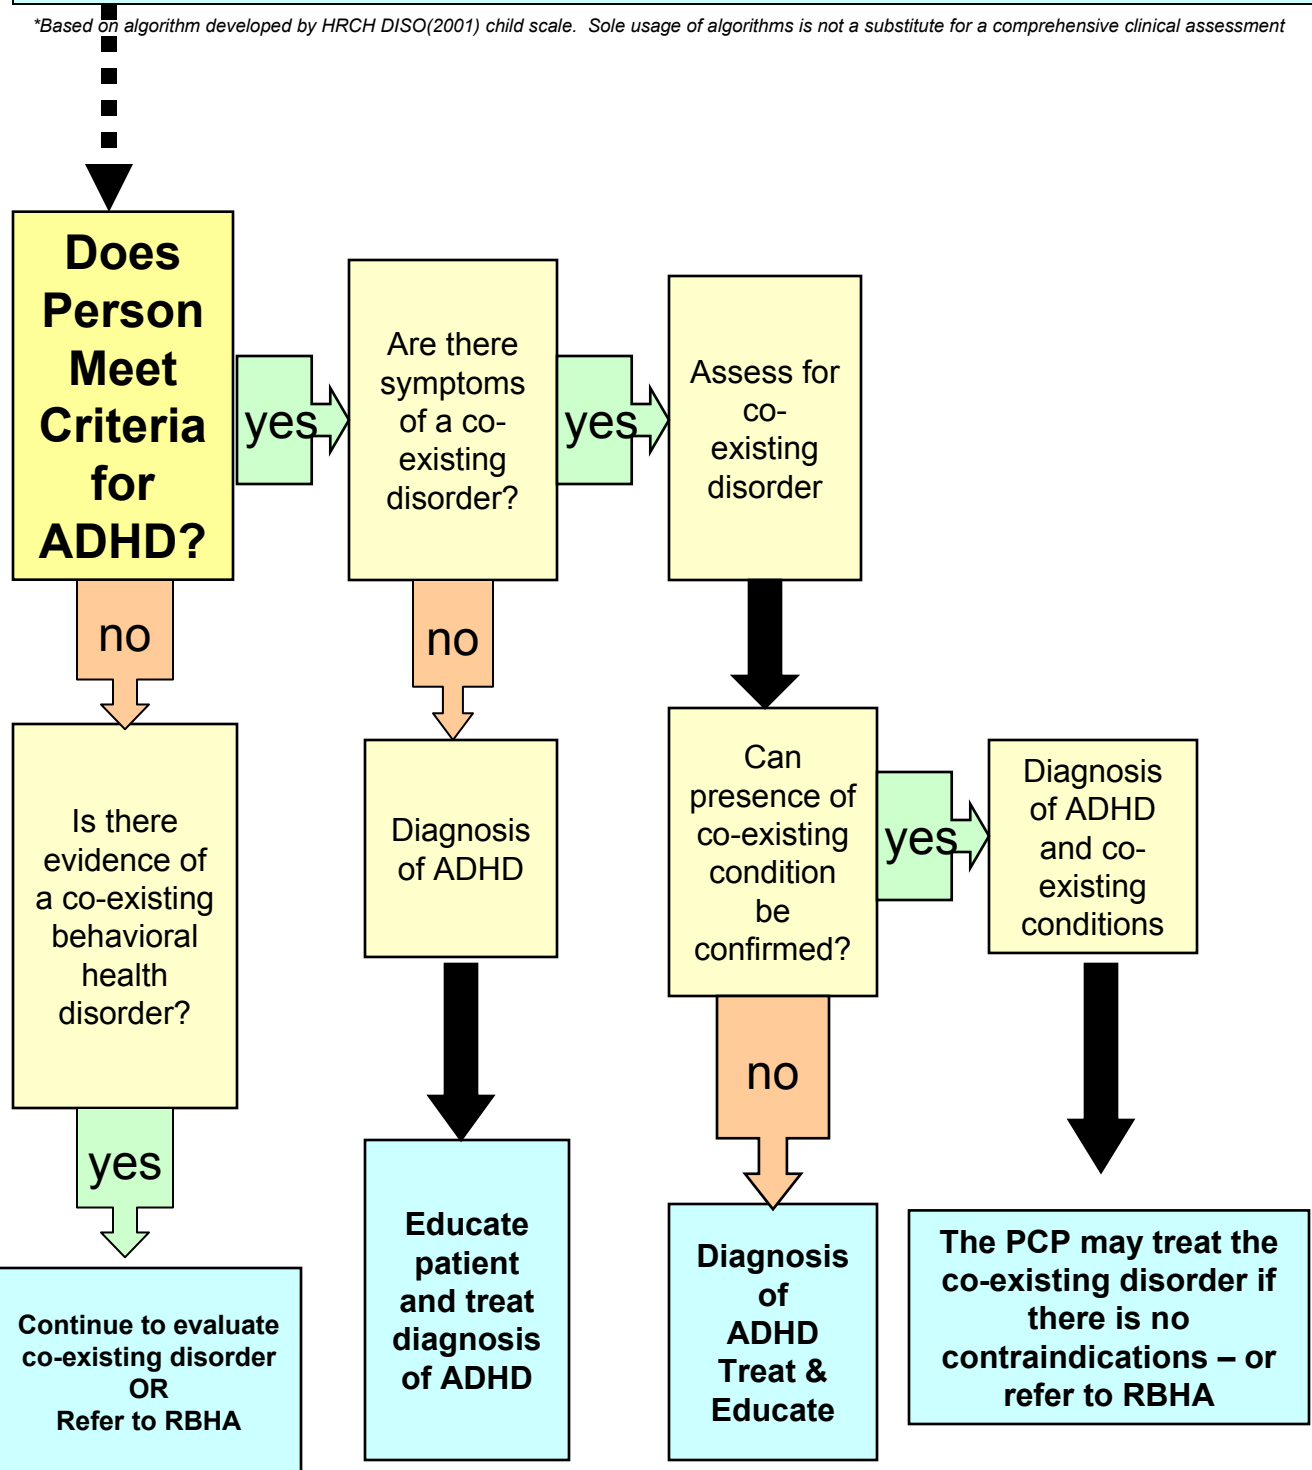 *Based on algorithm developed by HRCH DISO(2001) child scale.  Sole usage of algorithms is not a substitute for a comprehensive clinical assessment
Does
Person
Meet
Criteria
for
ADHD?
yes
Are there
symptoms
of a co-
existing
disorder?
yes
Assess for
co-
existing
disorder
no
no
Is there
evidence of
a co-existing
behavioral
health
disorder?
Diagnosis
of ADHD
Can
presence of
co-existing
condition
be
confirmed?
yes
Diagnosis
of ADHD
and co-
existing
conditions
yes
no
Continue to evaluate
co-existing disorder
OR
Refer to RBHA
Educate
patient
and treat
diagnosis
of ADHD
Diagnosis
of
ADHD
Treat &
Educate
The PCP may treat the
co-existing disorder if
there is no
contraindications – or
refer to RBHA